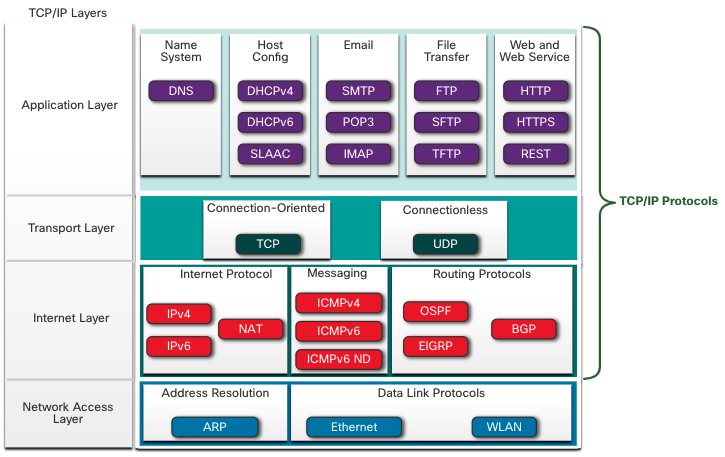 TCP/IP Layers
Application Layer
Name
System
DNS
Host
Config
DHCPv4
DHCPv6
SLAAC
Email
SMTP
POP3
IMAP
File
Transfer
FTP
SFTP
TFTP
Web and
Web Service
HTTP
HTTPS
REST
TCP/IP Protocols
Transport Layer
Connection-Oriented
TCP
Connectionless
UDP
Internet Layer
Internet Protocol
IPv4
NAT
IPv6
Messaging
ICMPv4
ICMPv6
ICMPv6 ND
Routing Protocols
OSPF
BGP
EIGRP
Network Access
Layer
Address Resolution
ARP
Data Link Protocols
Ethernet
WLAN